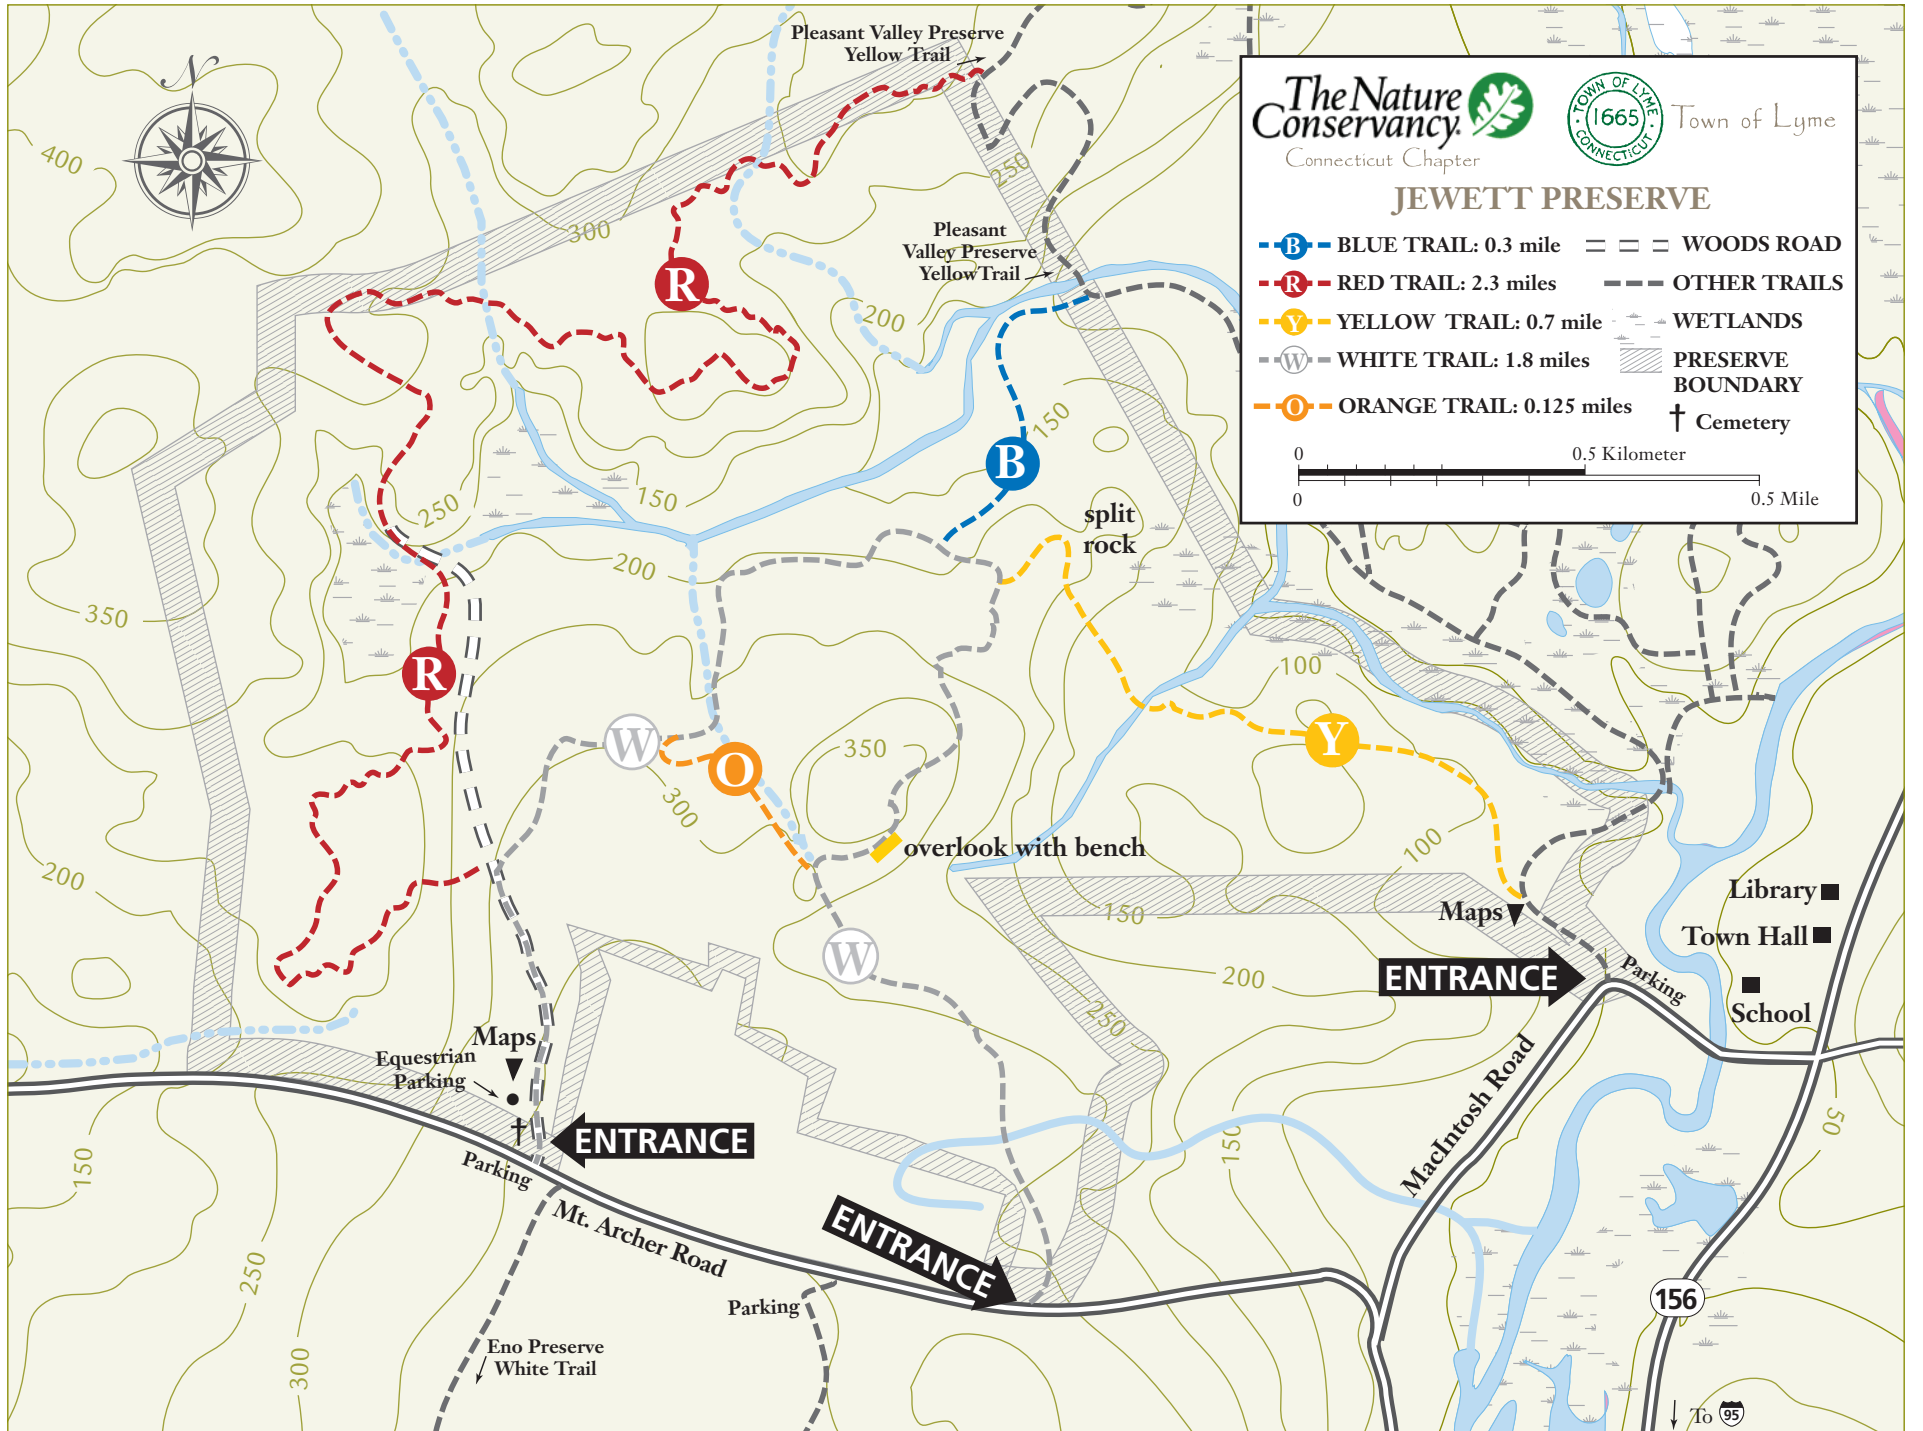 Pleasant Valley Preserve
Yellow Trail
N
400
300
250
Pleasant
Valley Preserve
YellowTrail
R
200
The Nature
Conservancy
Connecticut Chapter
TOWN OF LYME
1665
CONNECTICUT
Town of Lyme
JEWETT PRESERVE
B BLUE TRAIL: 0.3 mile
R RED TRAIL: 2.3 miles
Y YELLOW TRAIL: 0.7 mile
W WHITE TRAIL: 1.8 miles
O ORANGE TRAIL: 0.125 miles
WOODS ROAD
OTHER TRAILS
WETLANDS
PRESERVE
BOUNDARY
† Cemetery
0 0.5 Kilometer
0 0.5 Mile
150
B
250
150
split
rock
200
350
R
100
W
O
350
Y
300
overlook with bench
100
200
150
Maps
Library
Town Hall
W
200
ENTRANCE
Parking
School
250
Maps
Equestrian
Parking
†
ENTRANCE
Parking
MacIntosh Road
150
150
50
Mt. Archer Road
ENTRANCE
250
Parking
156
Eno Preserve
White Trail
300
To 95